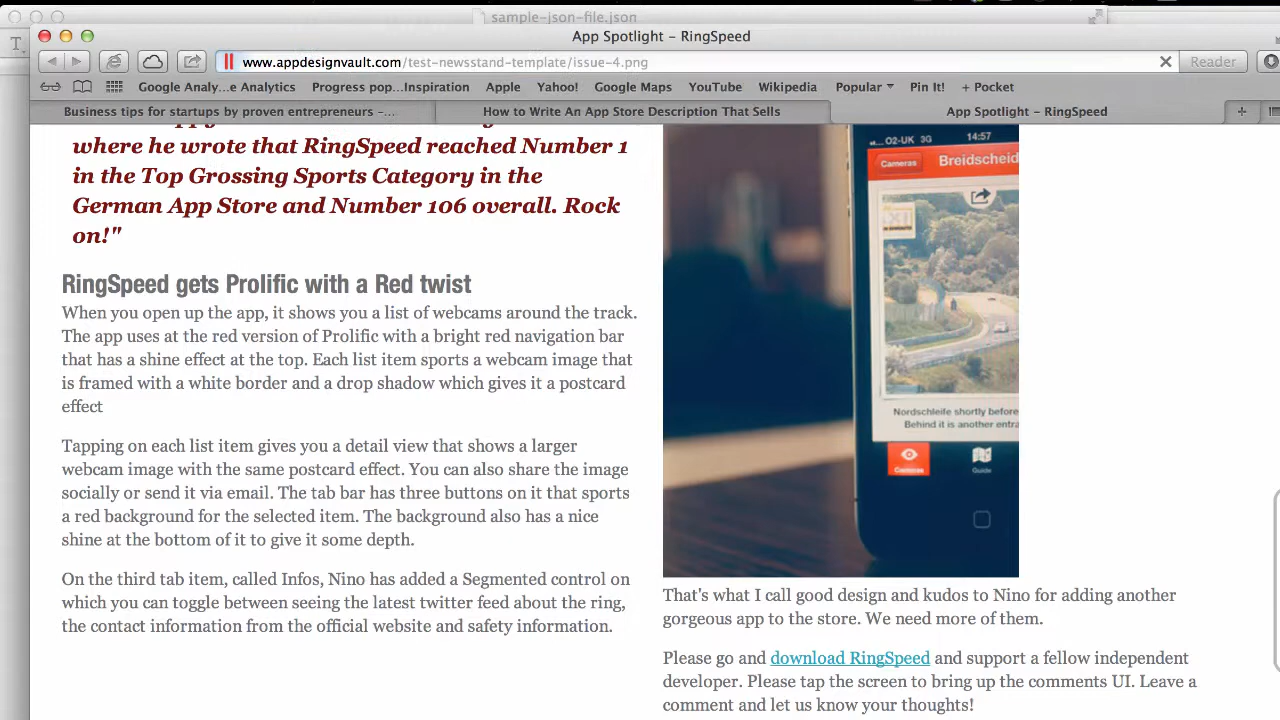 sample-json-file.json
T
App Spotlight – RingSpeed
www.appdesignvault.com/test-newsstand-template/issue-4.png
Reader
Google Analy...e Analytics Progress pop...Inspiration Apple Yahoo! Google Maps YouTube Wikipedia Popular Pin It! + Pocket
Business tips for startups by proven entrepreneurs –...
How to Write An App Store Description That Sells
App Spotlight – RingSpeed
where he wrote that RingSpeed reached Number 1
in the Top Grossing Sports Category in the
German App Store and Number 106 overall. Rock
on!"
RingSpeed gets Prolific with a Red twist
When you open up the app, it shows you a list of webcams around the track.
The app uses at the red version of Prolific with a bright red navigation bar
that has a shine effect at the top. Each list item sports a webcam image that
is framed with a white border and a drop shadow which gives it a postcard
effect
Tapping on each list item gives you a detail view that shows a larger
webcam image with the same postcard effect. You can also share the image
socially or send it via email. The tab bar has three buttons on it that sports
a red background for the selected item. The background also has a nice
shine at the bottom of it to give it some depth.
On the third tab item, called Infos, Nino has added a Segmented control on
which you can toggle between seeing the latest twitter feed about the ring,
the contact information from the official website and safety information.
O2-UK 3G 14:57
Cameras Breidscheid
Nordschleife shortly before
Behind it is another entra
Cameras Guide
That's what I call good design and kudos to Nino for adding another
gorgeous app to the store. We need more of them.
Please go and download RingSpeed and support a fellow independent
developer. Please tap the screen to bring up the comments UI. Leave a
comment and let us know your thoughts!